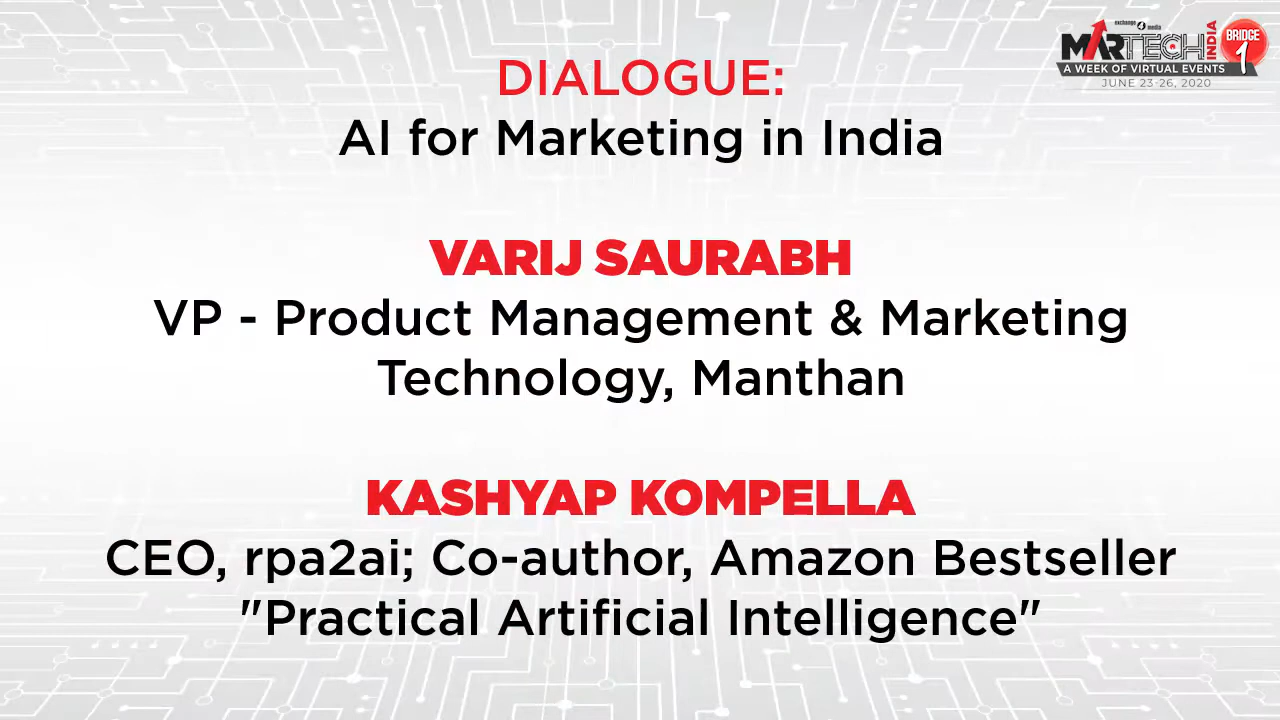 exchange4media
MARTECH INDIA
BRIDGE 1
A WEEK OF VIRTUAL EVENTS
JUNE 23-26, 2020
DIALOGUE:
AI for Marketing in India
VARIJ SAURABH
VP - Product Management & Marketing
Technology, Manthan
KASHYAP KOMPELLA
CEO, rpa2ai; Co-author, Amazon Bestseller
"Practical Artificial Intelligence"